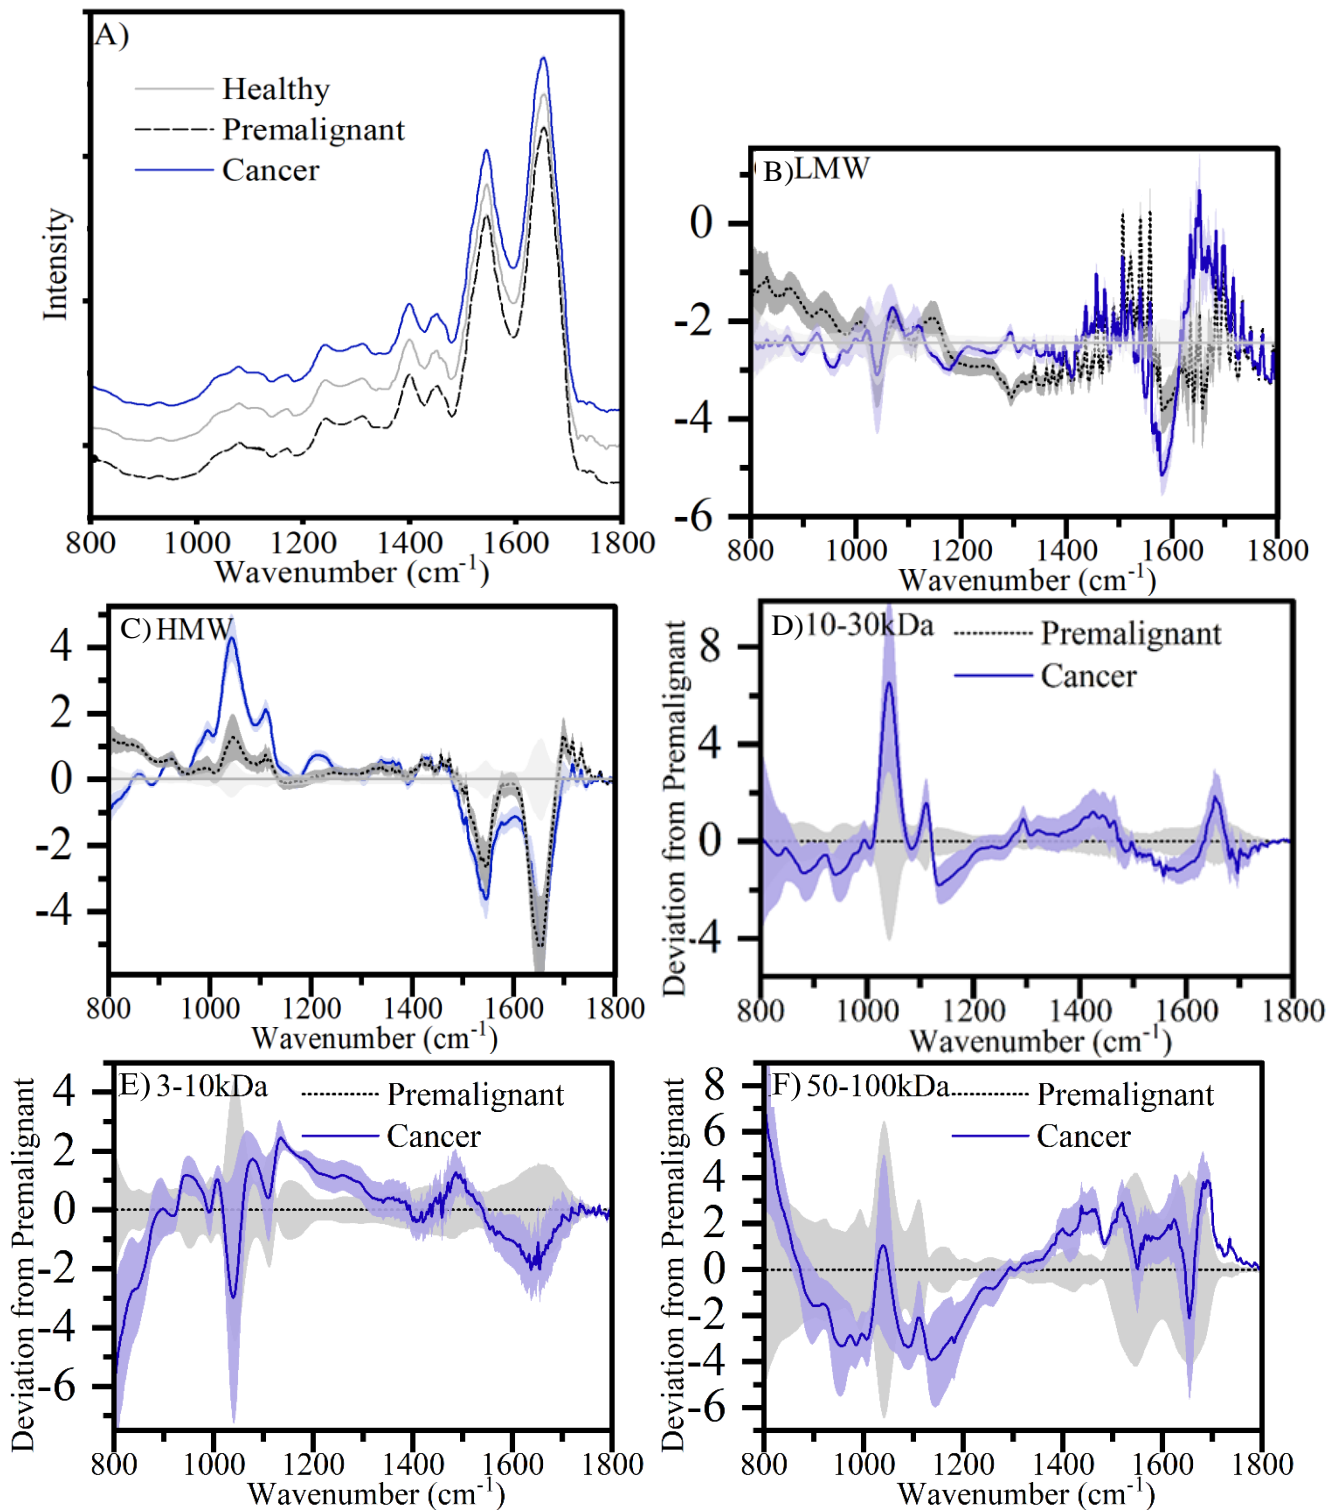 A)
Healthy
Premalignant
Cancer
Intensity
800 1000 1200 1400 1600 1800
Wavenumber (cm-1)
B) LMW
0
-2
-4
-6
800 1000 1200 1400 1600 1800
Wavenumber (cm-1)
C) HMW
4
2
0
-2
-4
800 1000 1200 1400 1600 1800
Wavenumber (cm-1)
D) 10-30kDa
Premalignant
Cancer
Deviation from Premalignant
8
4
0
-4
800 1000 1200 1400 1600 1800
Wavenumber (cm-1)
E) 3-10kDa
Premalignant
Cancer
Deviation from Premalignant
4
2
0
-2
-4
-6
800 1000 1200 1400 1600 1800
Wavenumber (cm-1)
F) 50-100kDa
Premalignant
Cancer
Deviation from Premalignant
8
6
4
2
0
-2
-4
-6
800 1000 1200 1400 1600 1800
Wavenumber (cm-1)